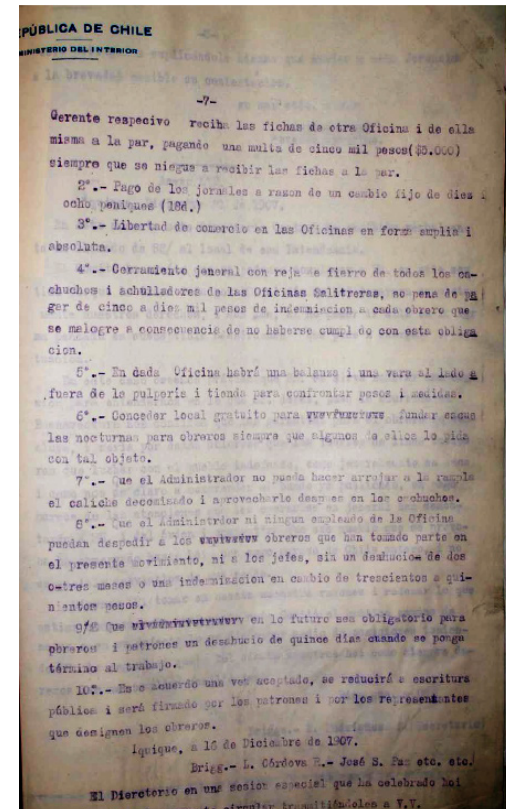 REPÚBLICA DE CHILE
MINISTERIO DEL INTERIOR
-7-
Gerente respecivo reciba las fichas de otra Oficina i de ella
misma a la par, pagando una multa de cinco mil pesos($5.000)
siempre que se niegue a recibir las fichas a la par.
2°.- Pago de los jornales a razon de un cambio fijo de diez i
ocho peniques (18d.)
3°.- Libertad de comercio en las Oficinas en forma amplia i
absoluta.
4°.- Cerramiento jeneral con reja de fierro de todos los ca-
chuchos i achulladores de las Oficinas Salitreras, so pena de pa
gar de cinco a diez mil pesos de indemnizacion a cada obrero que
se malogre a consecuencia de no haberse cumplido con esta obliga
cion.
5°.- En cada Oficina habrá una balanza i una vara al lado a
fuera de la pulperia i tienda para confrontar pesos i medidas.
6°.- Conceder local gratuito para fundar escue
las nocturnas para obreros siempre que algunos de ellos lo pida
con tal objeto.
7°.- Que el Administrador no pueda hacer arrojar a la rampla
el caliche decomisado i aprovecharlo despues en los cachuchos.
8°.- Que el Administrador ni ningun empleado de la Oficina
puedan despedir a los obreros que han tomado parte en
el presente movimiento, ni a los jefes, sin un deshucio de dos
o tres meses o una indemnizacion en cambio de trescientos a qui-
nientos pesos.
9/ Que en lo futuro sea obligatorio para
obreros i patrones un desahucio de quince dias cuando se ponga
término al trabajo.
10°.- Este acuerdo una vez aceptado, se reducirá a escritura
pública i será firmado por los patrones i por los representantes
que designen los obreros.
Iquique, a 16 de Diciembre de 1907.
Brigg.- L. Córdova R.- José S. Paz etc. etc.
El Dierctorio en una sesion especial que ha celebrado hoi
circular trasmitiéndoles a V.V.